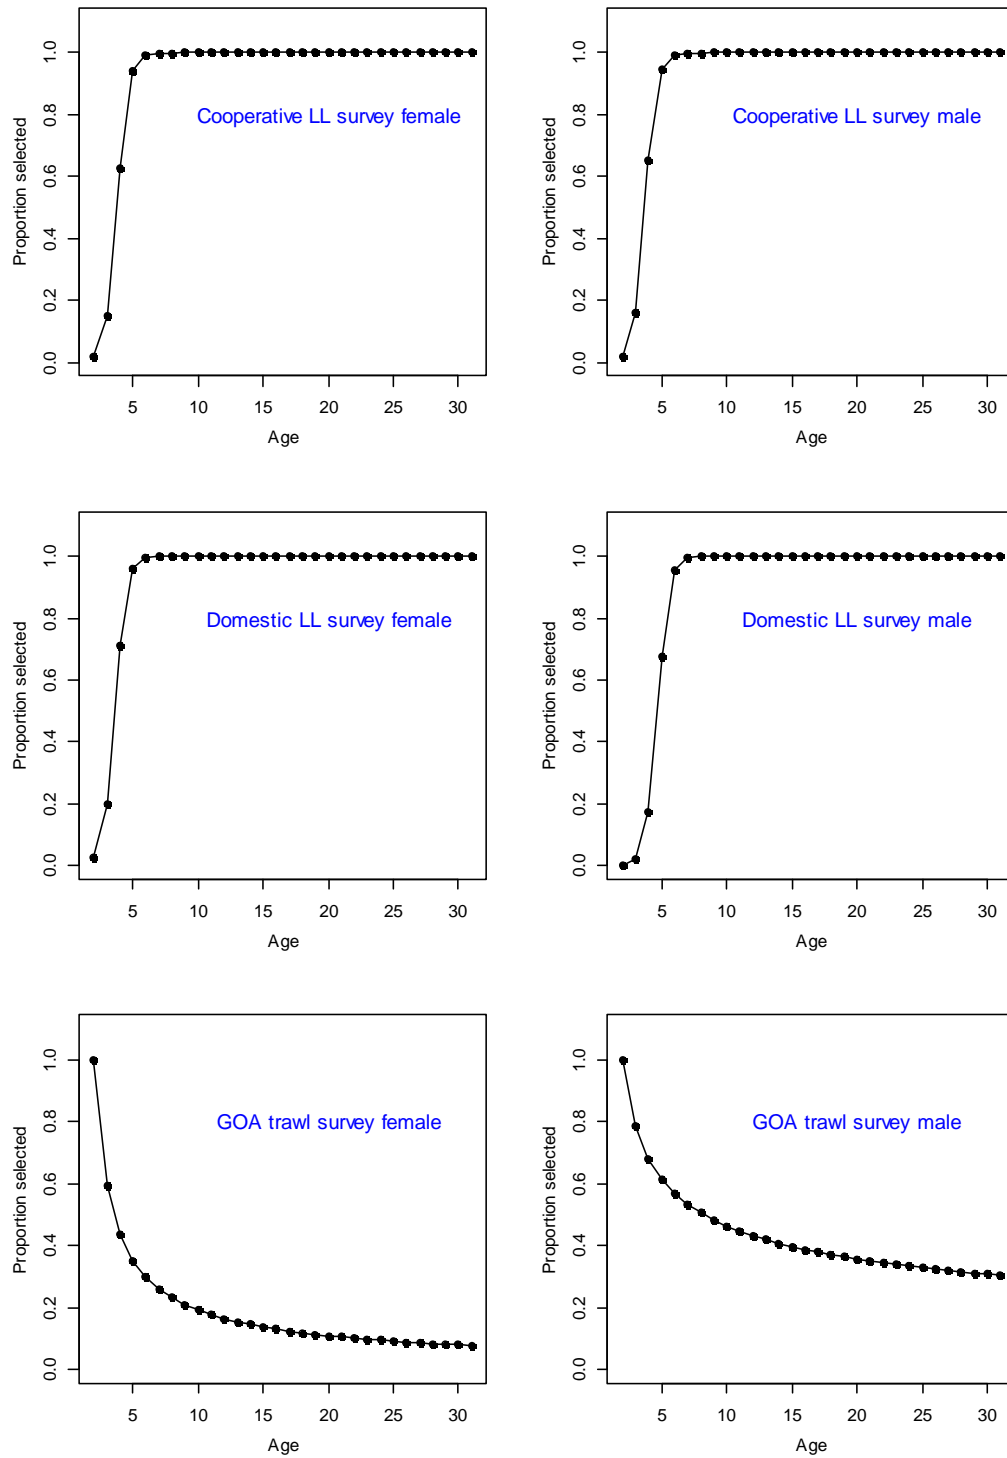 Cooperative LL survey female
Proportion selected
0.0 0.2 0.4 0.6 0.8 1.0
5 10 15 20 25 30
Age
Cooperative LL survey male
Proportion selected
0.0 0.2 0.4 0.6 0.8 1.0
5 10 15 20 25 30
Age
Domestic LL survey female
Proportion selected
0.0 0.2 0.4 0.6 0.8 1.0
5 10 15 20 25 30
Age
Domestic LL survey male
Proportion selected
0.0 0.2 0.4 0.6 0.8 1.0
5 10 15 20 25 30
Age
GOA trawl survey female
Proportion selected
0.0 0.2 0.4 0.6 0.8 1.0
5 10 15 20 25 30
Age
GOA trawl survey male
Proportion selected
0.0 0.2 0.4 0.6 0.8 1.0
5 10 15 20 25 30
Age